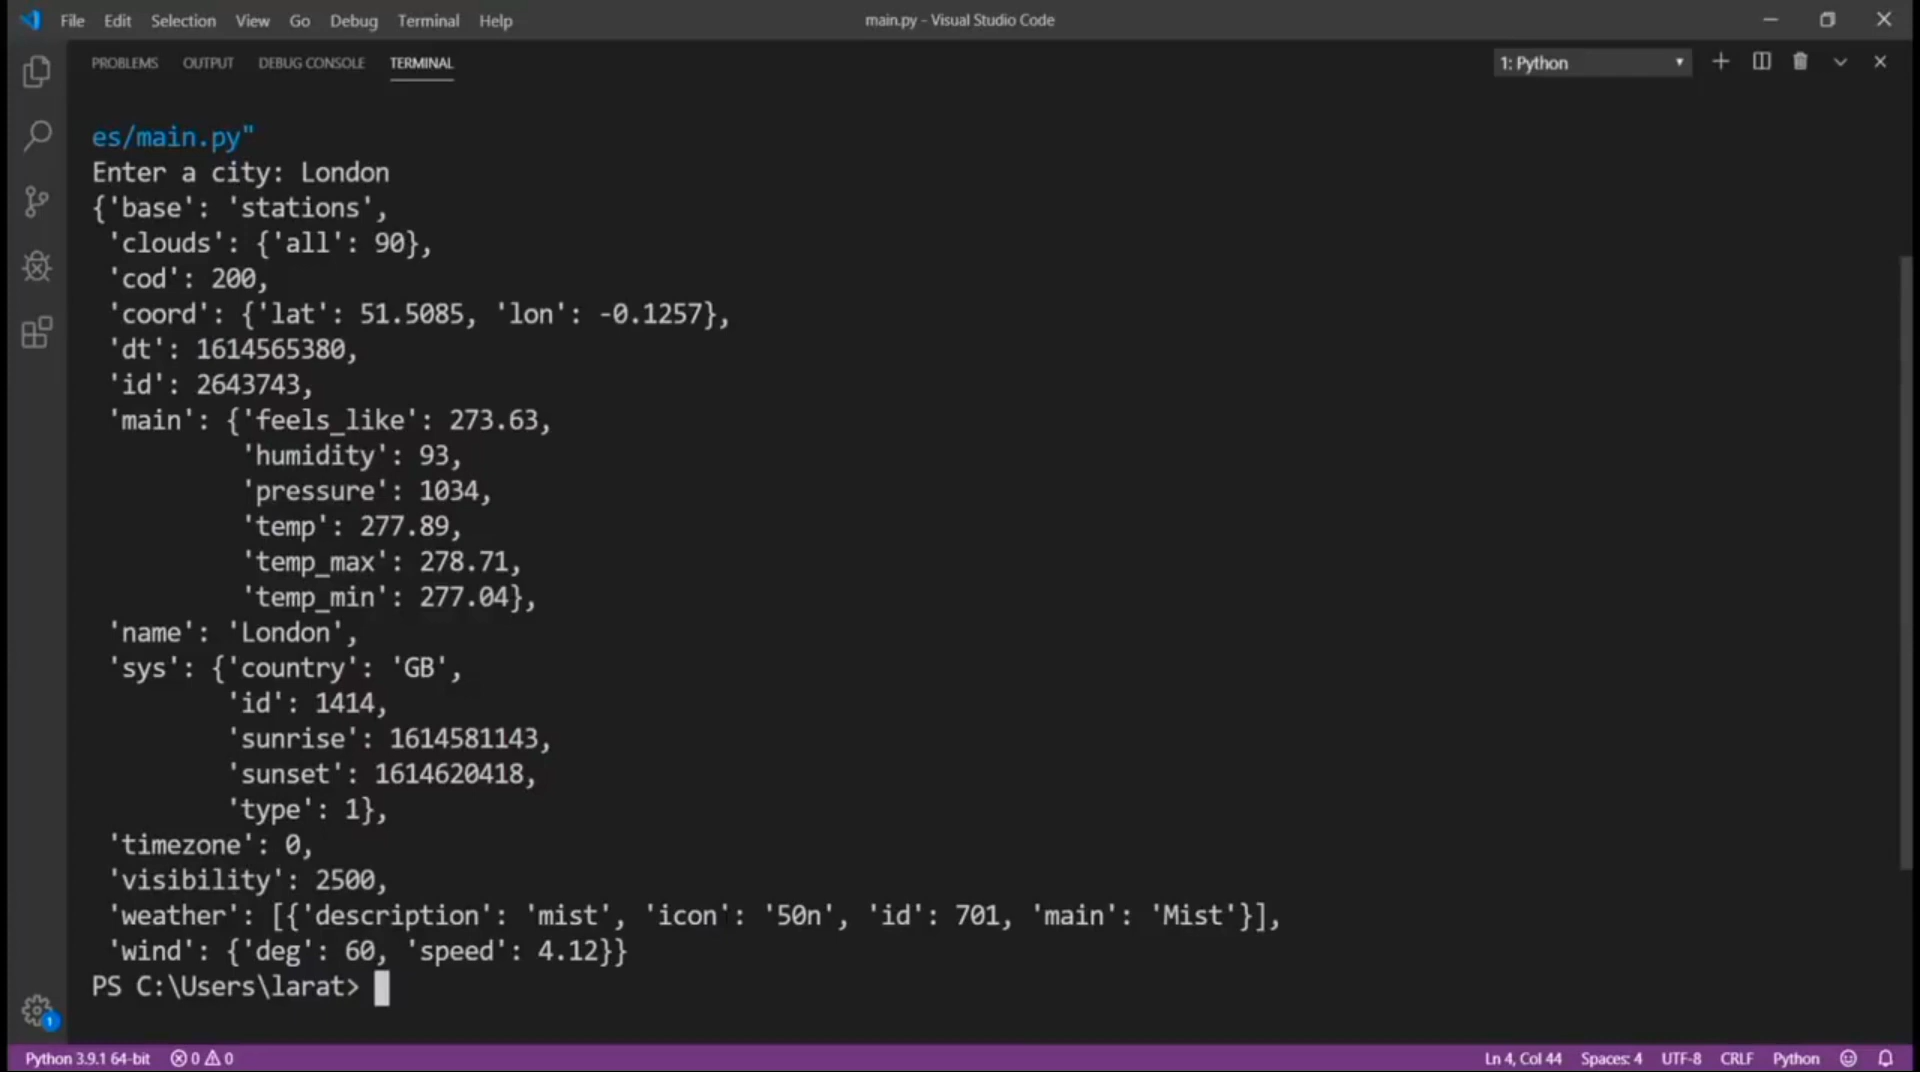 File Edit Selection View Go Debug Terminal Help main.py - Visual Studio Code
PROBLEMS OUTPUT DEBUG CONSOLE TERMINAL 1: Python
es/main.py"
Enter a city: London
{'base': 'stations',
 'clouds': {'all': 90},
 'cod': 200,
 'coord': {'lat': 51.5085, 'lon': -0.1257},
 'dt': 1614565380,
 'id': 2643743,
 'main': {'feels_like': 273.63,
          'humidity': 93,
          'pressure': 1034,
          'temp': 277.89,
          'temp_max': 278.71,
          'temp_min': 277.04},
 'name': 'London',
 'sys': {'country': 'GB',
         'id': 1414,
         'sunrise': 1614581143,
         'sunset': 1614620418,
         'type': 1},
 'timezone': 0,
 'visibility': 2500,
 'weather': [{'description': 'mist', 'icon': '50n', 'id': 701, 'main': 'Mist'}],
 'wind': {'deg': 60, 'speed': 4.12}}
PS C:\Users\larat>
1
Python 3.9.1 64-bit 0 0 Ln 4, Col 44 Spaces: 4 UTF-8 CRLF Python